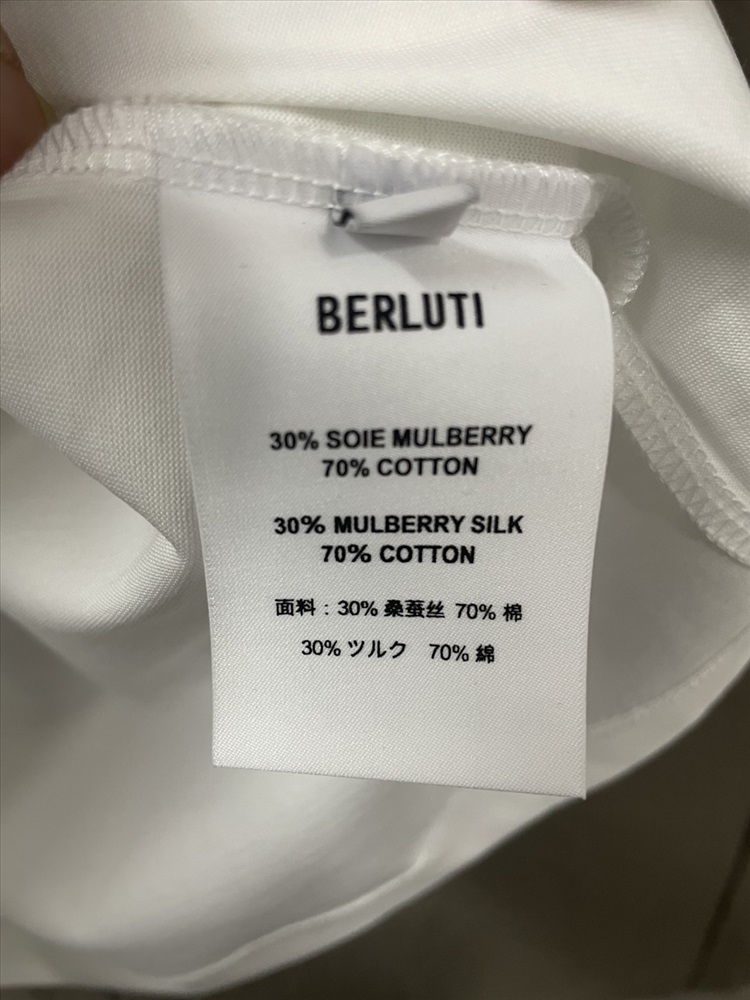 BERLUTI
30% SOIE MULBERRY
70% COTTON
30% MULBERRY SILK
70% COTTON
面料：30% 桑蚕丝 70% 棉
30% ツルク 70% 綿